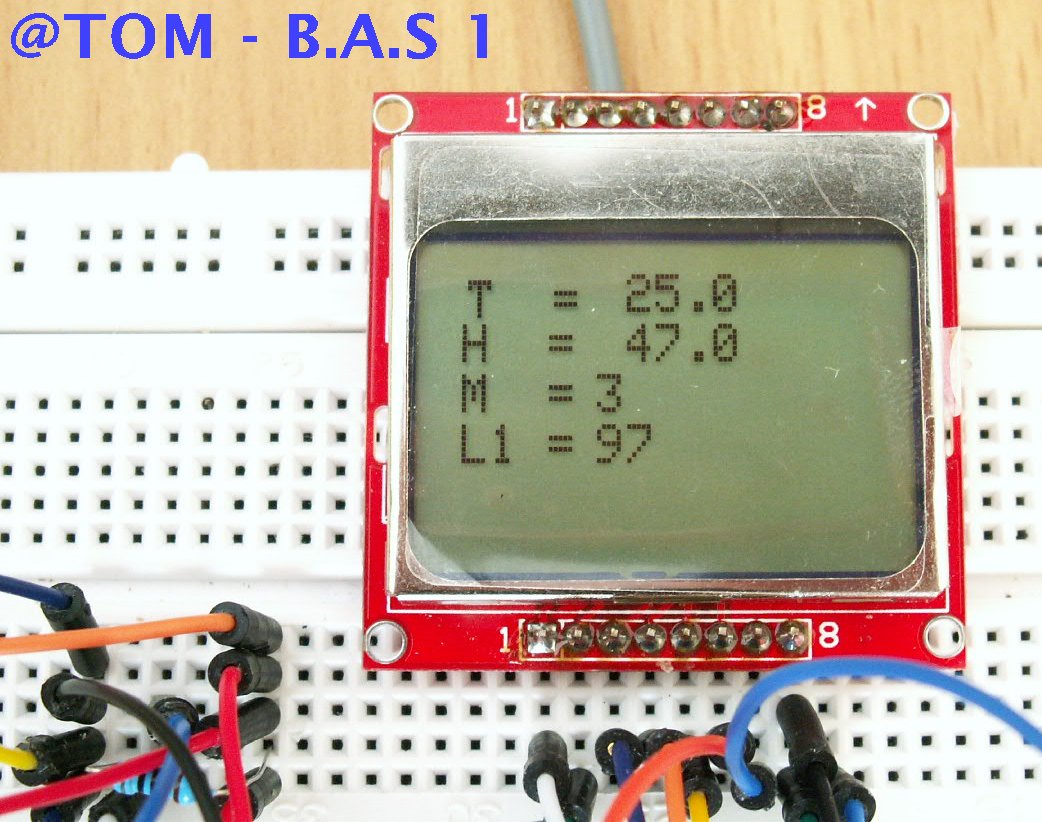 @TOM - B.A.S 1
1 8 ↑
T = 25.0
H = 47.0
M = 3
L1 = 97
1 8